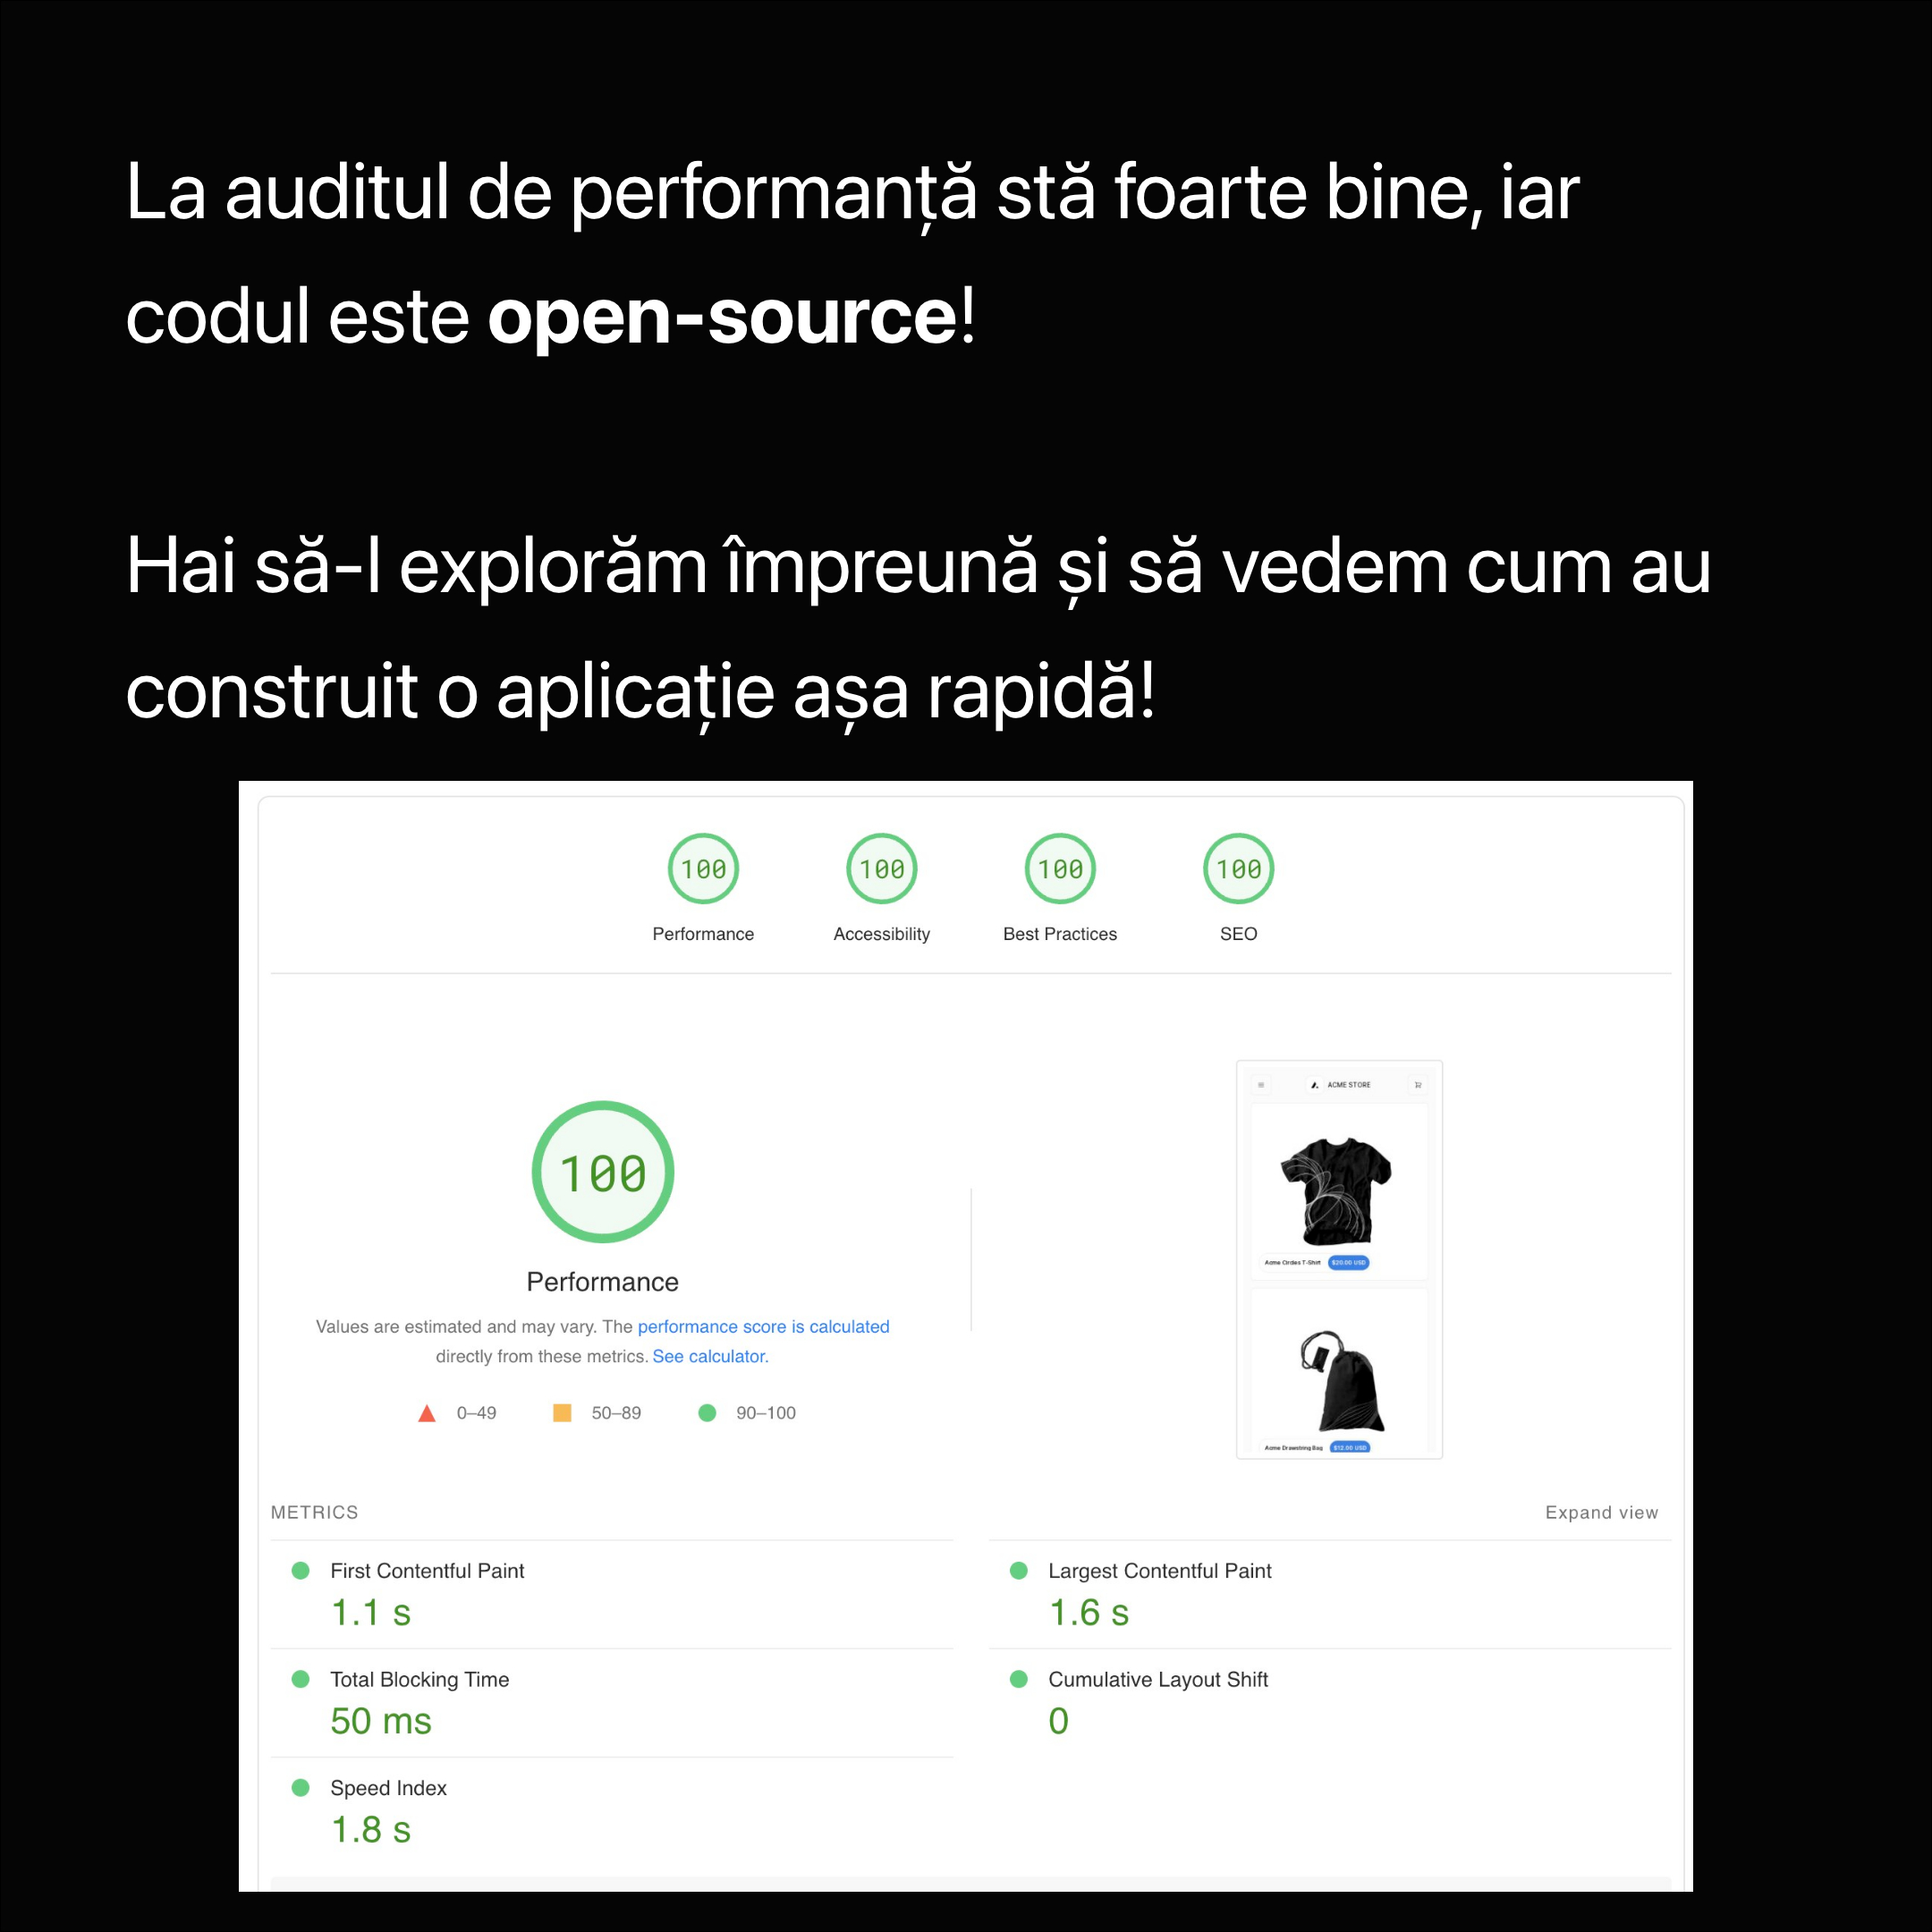 La auditul de performanță stă foarte bine, iar
codul este open-source!
Hai să-l explorăm împreună și să vedem cum au
construit o aplicație așa rapidă!
100 100 100 100
Performance Accessibility Best Practices SEO
100
Performance
Values are estimated and may vary. The performance score is calculated
directly from these metrics. See calculator.
0–49 50–89 90–100
ACME STORE
Acme Circles T-Shirt $20.00 USD
Acme Drawstring Bag $12.00 USD
METRICS Expand view
First Contentful Paint
1.1 s
Largest Contentful Paint
1.6 s
Total Blocking Time
50 ms
Cumulative Layout Shift
0
Speed Index
1.8 s